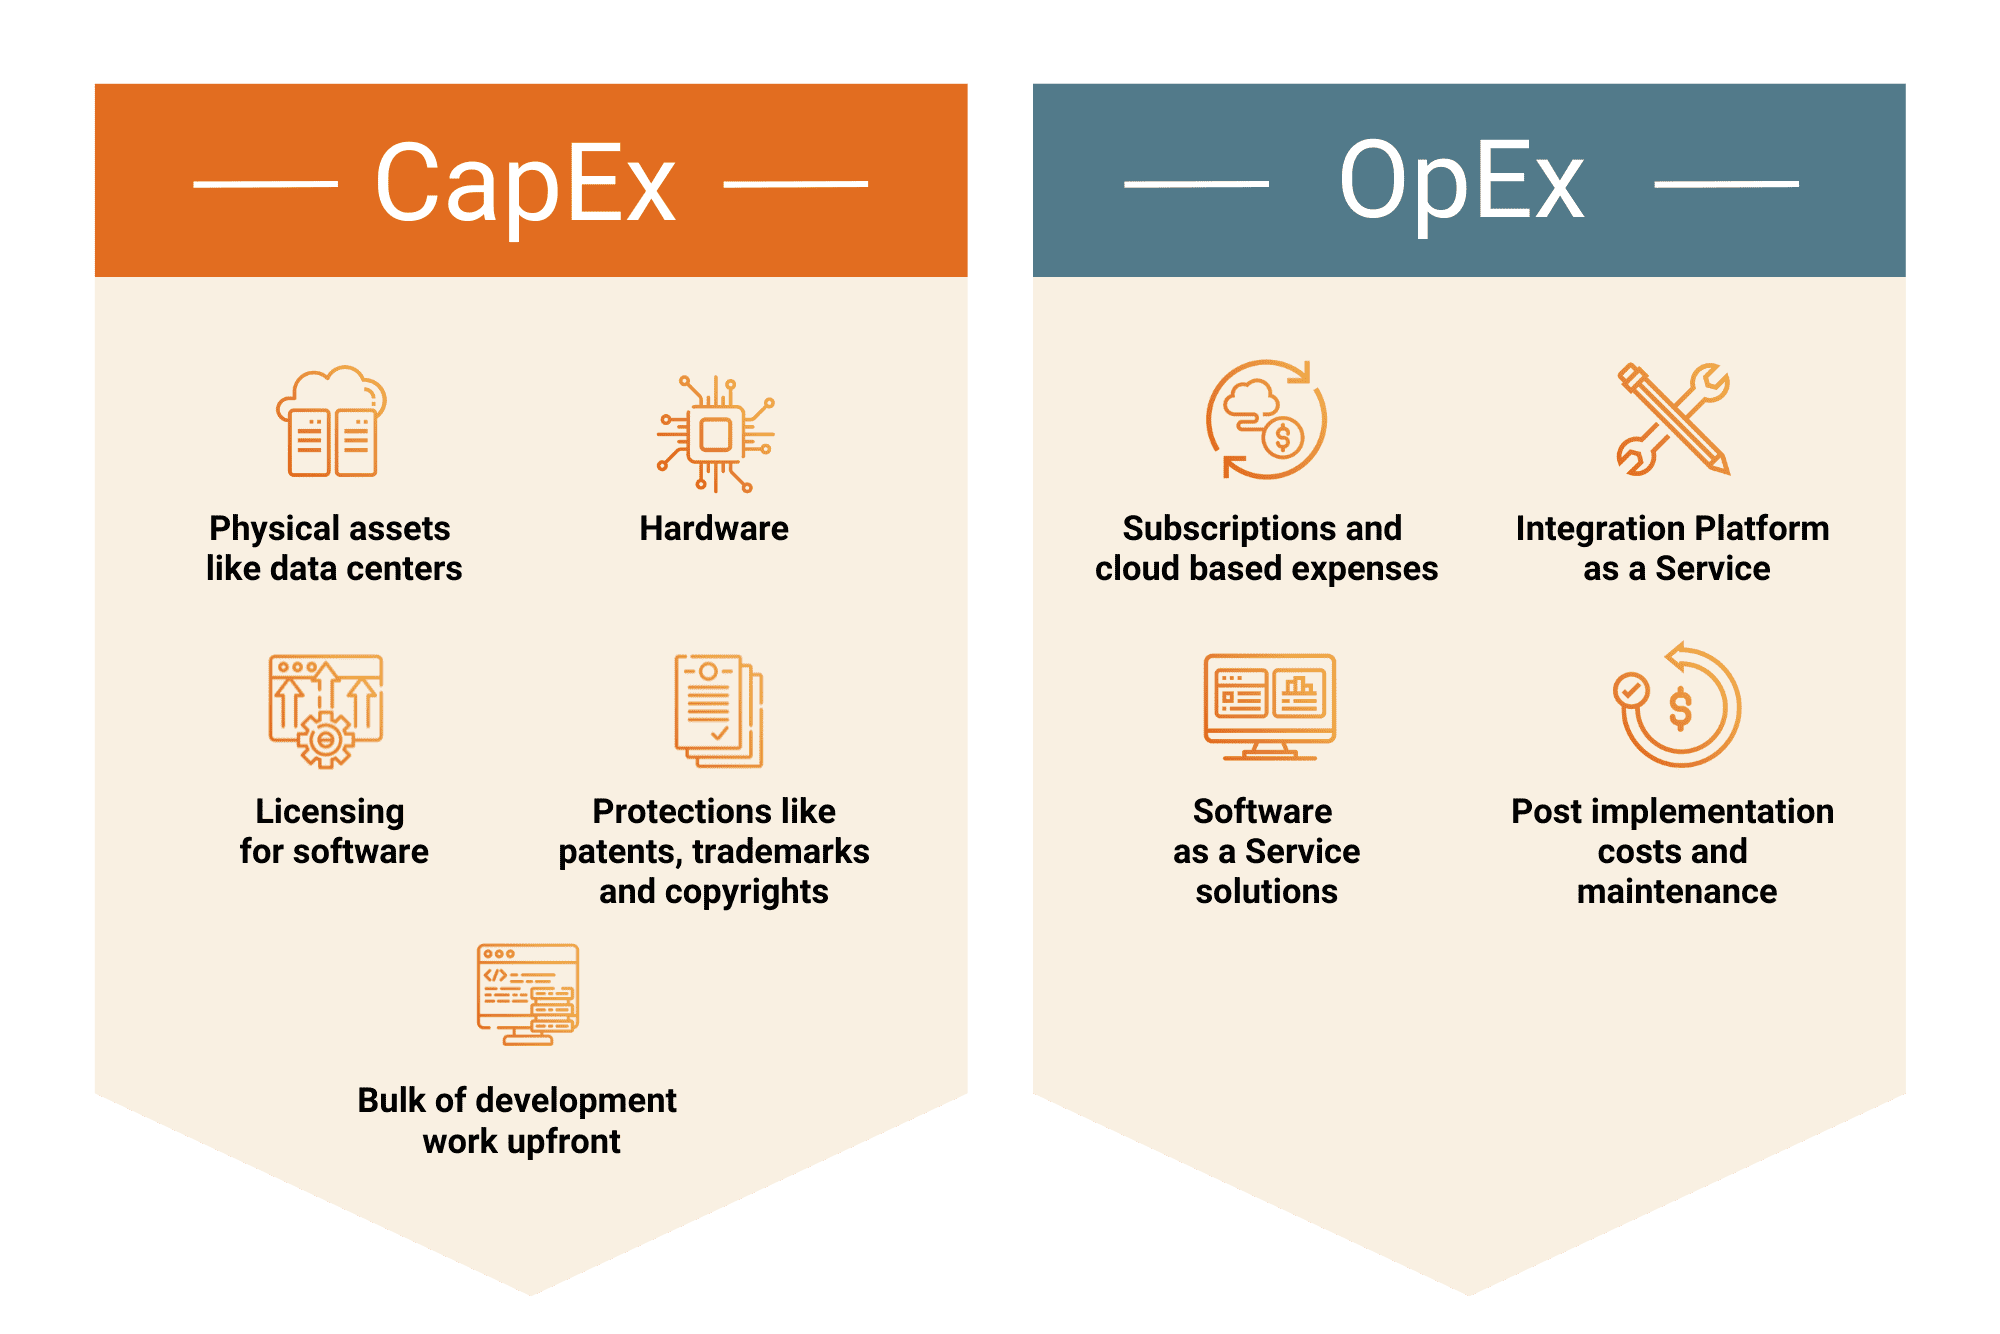 CapEx
Physical assets
like data centers
Hardware
Licensing
for software
Protections like
patents, trademarks
and copyrights
Bulk of development
work upfront
OpEx
Subscriptions and
cloud based expenses
Integration Platform
as a Service
Software
as a Service
solutions
Post implementation
costs and
maintenance